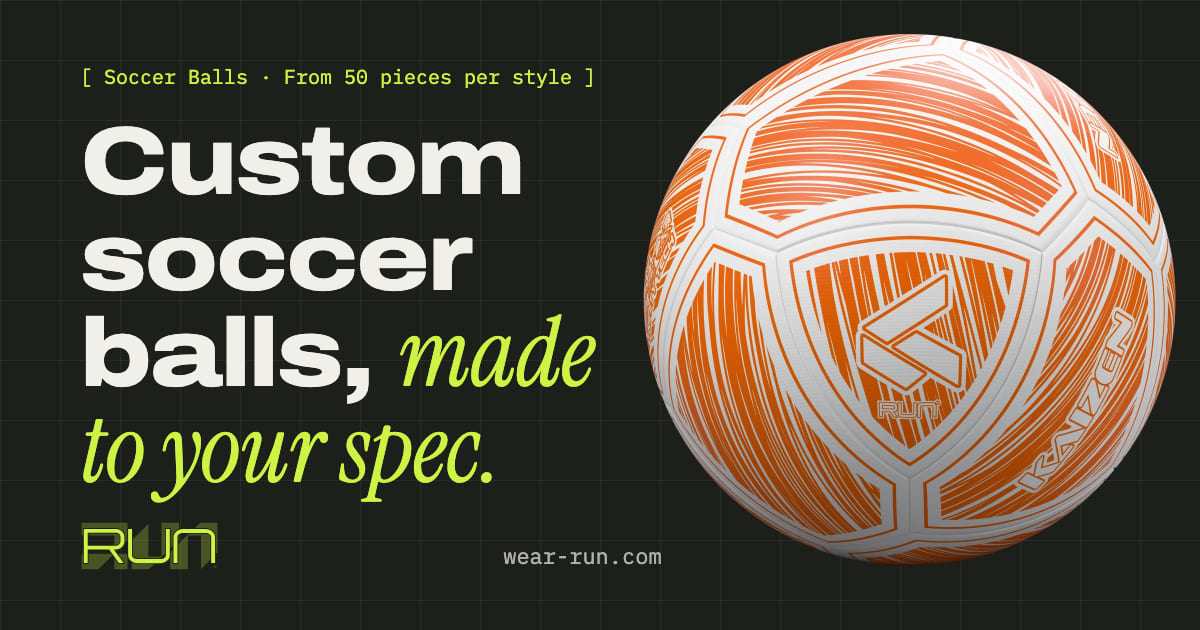 [ Soccer Balls · From 50 pieces per style ]
Custom
soccer
balls, made
to your spec.
RUN
wear-run.com
RUN
KAIZEN